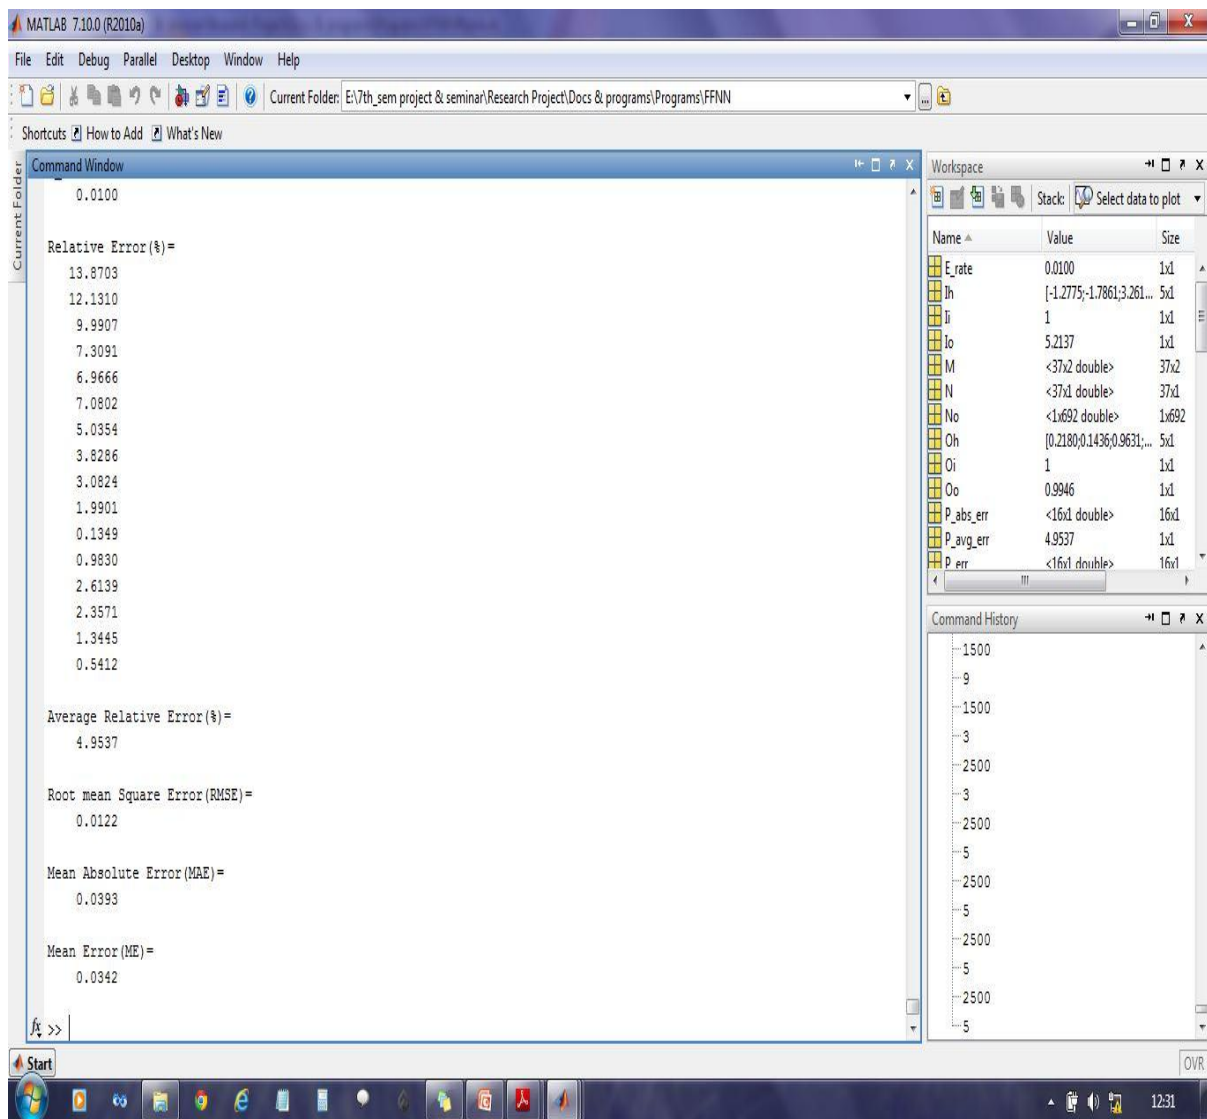 MATLAB 7.10.0 (R2010a)
File Edit Debug Parallel Desktop Window Help
Current Folder: E:\7th_sem project & seminar\Research Project\Docs & programs\Programs\FFNN
Shortcuts How to Add What's New
Current Folder
Command Window
0.0100
Relative Error(%)=
13.8703
12.1310
9.9907
7.3091
6.9666
7.0802
5.0354
3.8286
3.0824
1.9901
0.1349
0.9830
2.6139
2.3571
1.3445
0.5412
Average Relative Error(%)=
4.9537
Root mean Square Error(RMSE)=
0.0122
Mean Absolute Error(MAE)=
0.0393
Mean Error(ME)=
0.0342
fx >>
Workspace
Stack: Select data to plot
Name Value Size
E_rate 0.0100 1x1
Ih [-1.2775;-1.7861;3.261... 5x1
Ii 1 1x1
Io 5.2137 1x1
M <37x2 double> 37x2
N <37x1 double> 37x1
No <1x692 double> 1x692
Oh [0.2180;0.1436;0.9631;... 5x1
Oi 1 1x1
Oo 0.9946 1x1
P_abs_err <16x1 double> 16x1
P_avg_err 4.9537 1x1
P_err <16x1 double> 16x1
Command History
1500
9
1500
3
2500
3
2500
5
2500
5
2500
5
2500
5
Start
OVR
12:31